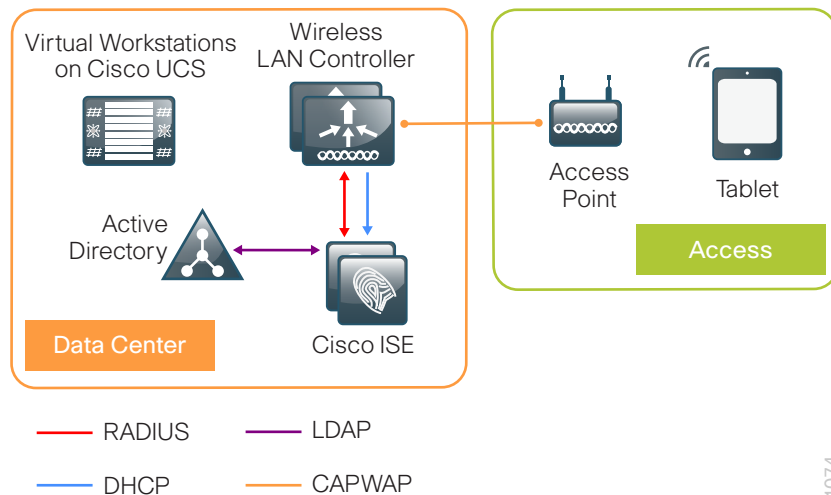 Virtual Workstations
on Cisco UCS
Wireless
LAN Controller
Access
Point
Tablet
Active
Directory
Access
Data Center
Cisco ISE
RADIUS
LDAP
DHCP
CAPWAP